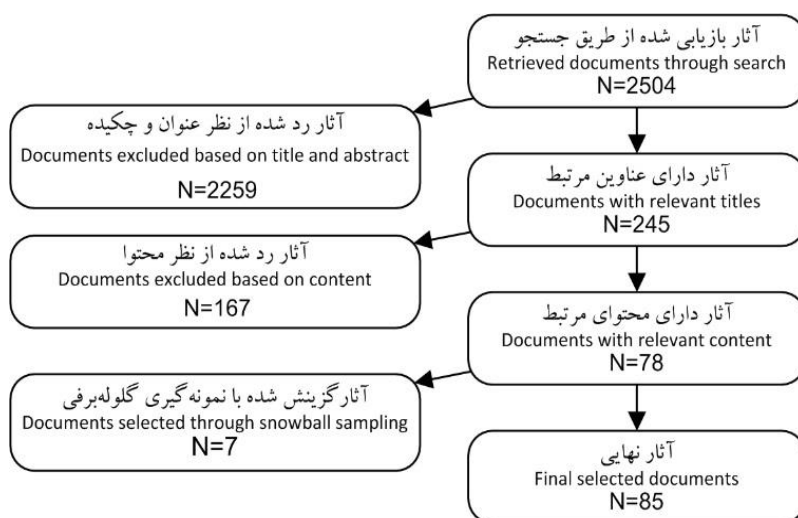 آثار بازیابی شده از طریق جستجو
Retrieved documents through search
N=2504
آثار رد شده از نظر عنوان و چکیده
Documents excluded based on title and abstract
N=2259
آثار دارای عناوین مرتبط
Documents with relevant titles
N=245
آثار رد شده از نظر محتوا
Documents excluded based on content
N=167
آثار دارای محتوای مرتبط
Documents with relevant content
N=78
آثارگزینش شده با نمونه‌گیری گلوله‌برفی
Documents selected through snowball sampling
N=7
آثار نهایی
Final selected documents
N=85